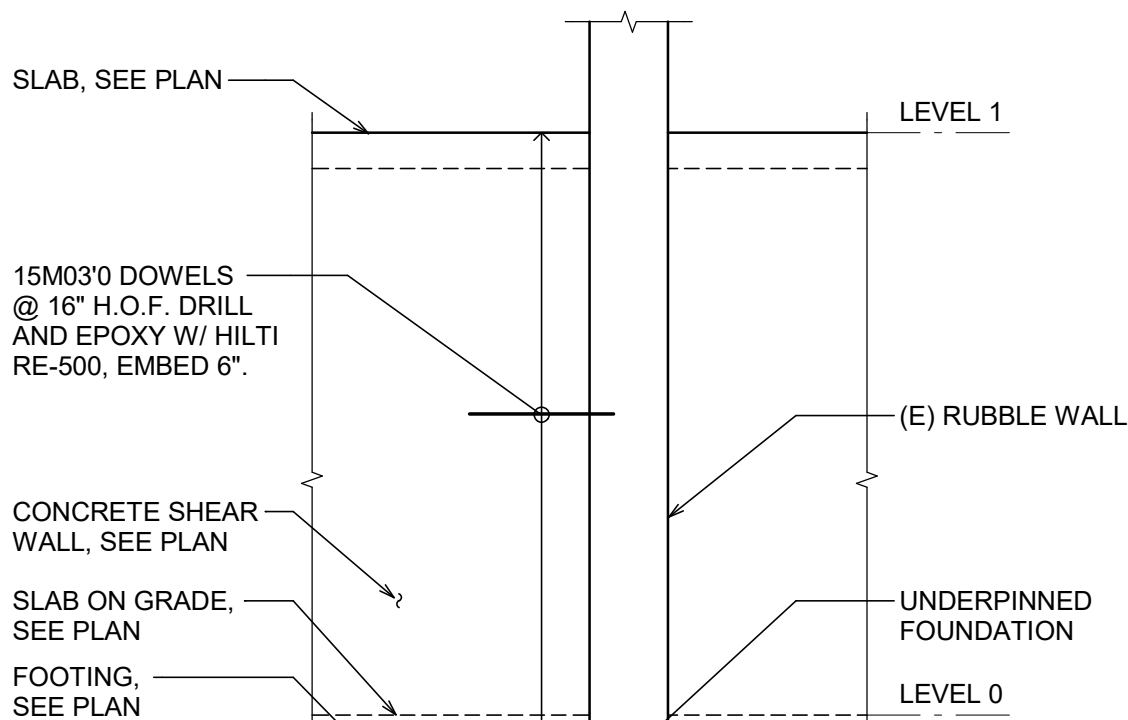 SLAB, SEE PLAN
LEVEL 1
15M03'0 DOWELS
@ 16" H.O.F. DRILL
AND EPOXY W/ HILTI
RE-500, EMBED 6".
(E) RUBBLE WALL
CONCRETE SHEAR
WALL, SEE PLAN
SLAB ON GRADE,
SEE PLAN
UNDERPINNED
FOUNDATION
FOOTING,
SEE PLAN
LEVEL 0